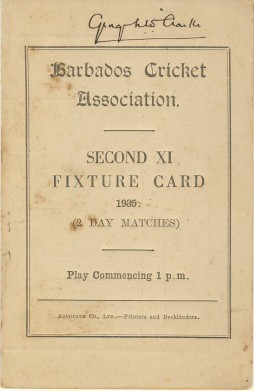 Barbados Cricket
Association.
SECOND XI
FIXTURE CARD
1935.
(2 DAY MATCHES)
Play Commencing 1 p.m.
ADVOCATE CO., LTD.—Printers and Bookbinders.